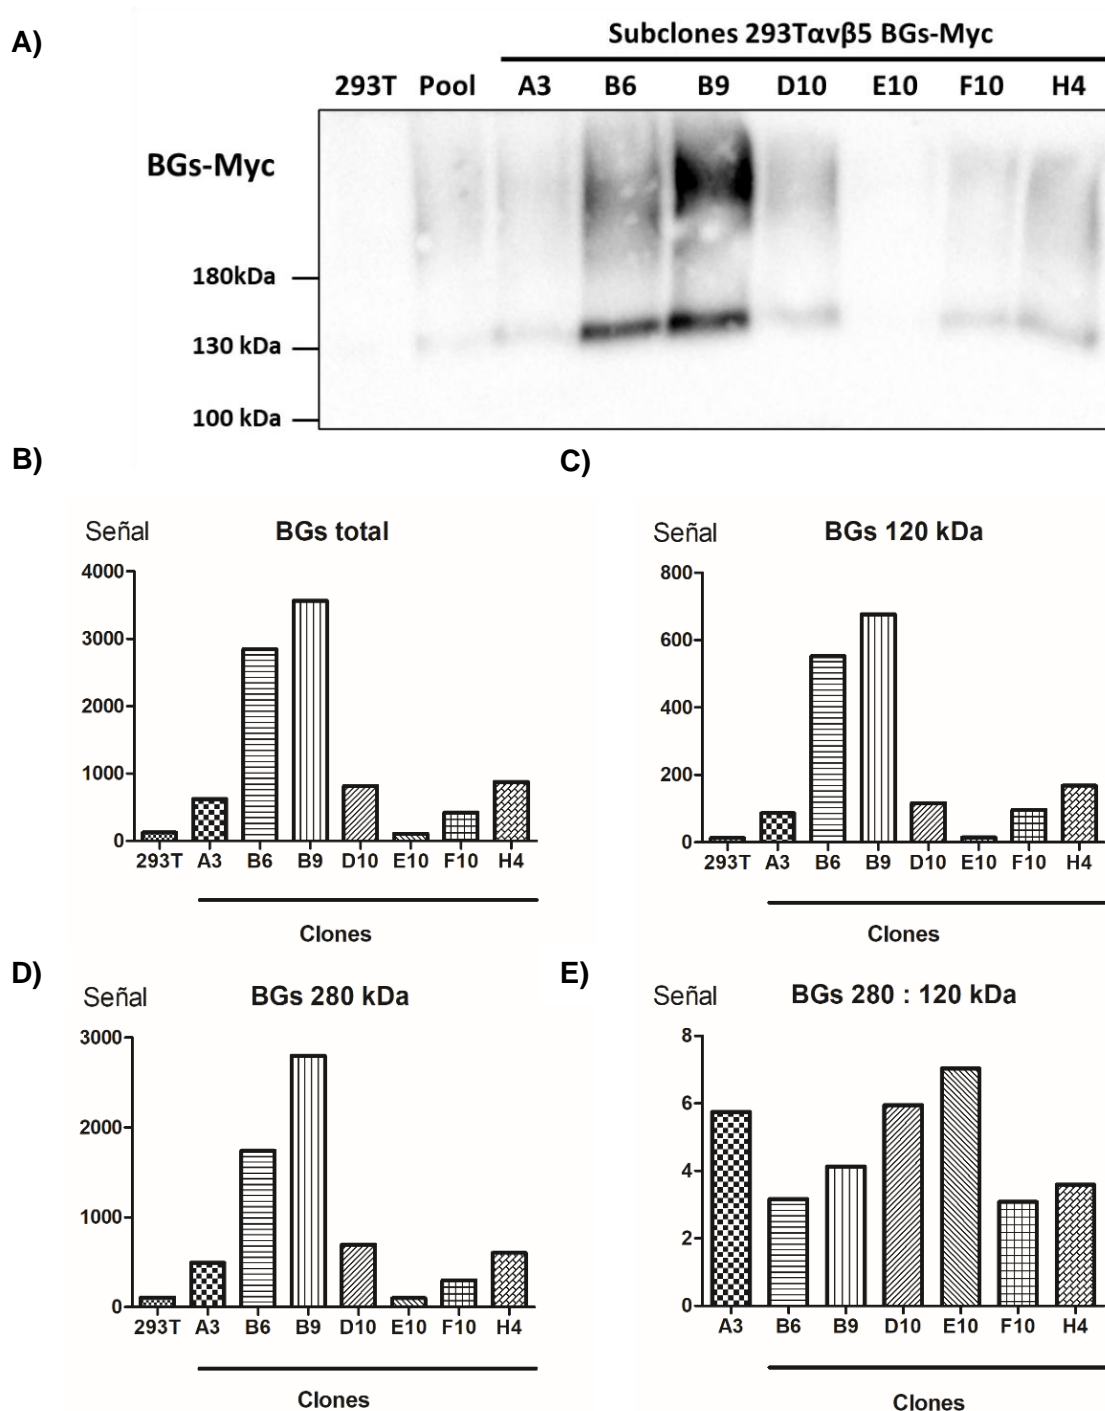 A)
Subclones 293Tαvβ5 BGs-Myc
293T Pool A3 B6 B9 D10 E10 F10 H4
BGs-Myc
180kDa
130 kDa
100 kDa
B)
Señal BGs total
4000
3000
2000
1000
0
293T A3 B6 B9 D10 E10 F10 H4
Clones
C)
Señal BGs 120 kDa
800
600
400
200
0
293T A3 B6 B9 D10 E10 F10 H4
Clones
D)
Señal BGs 280 kDa
3000
2000
1000
0
293T A3 B6 B9 D10 E10 F10 H4
Clones
E)
Señal BGs 280 : 120 kDa
8
6
4
2
0
A3 B6 B9 D10 E10 F10 H4
Clones